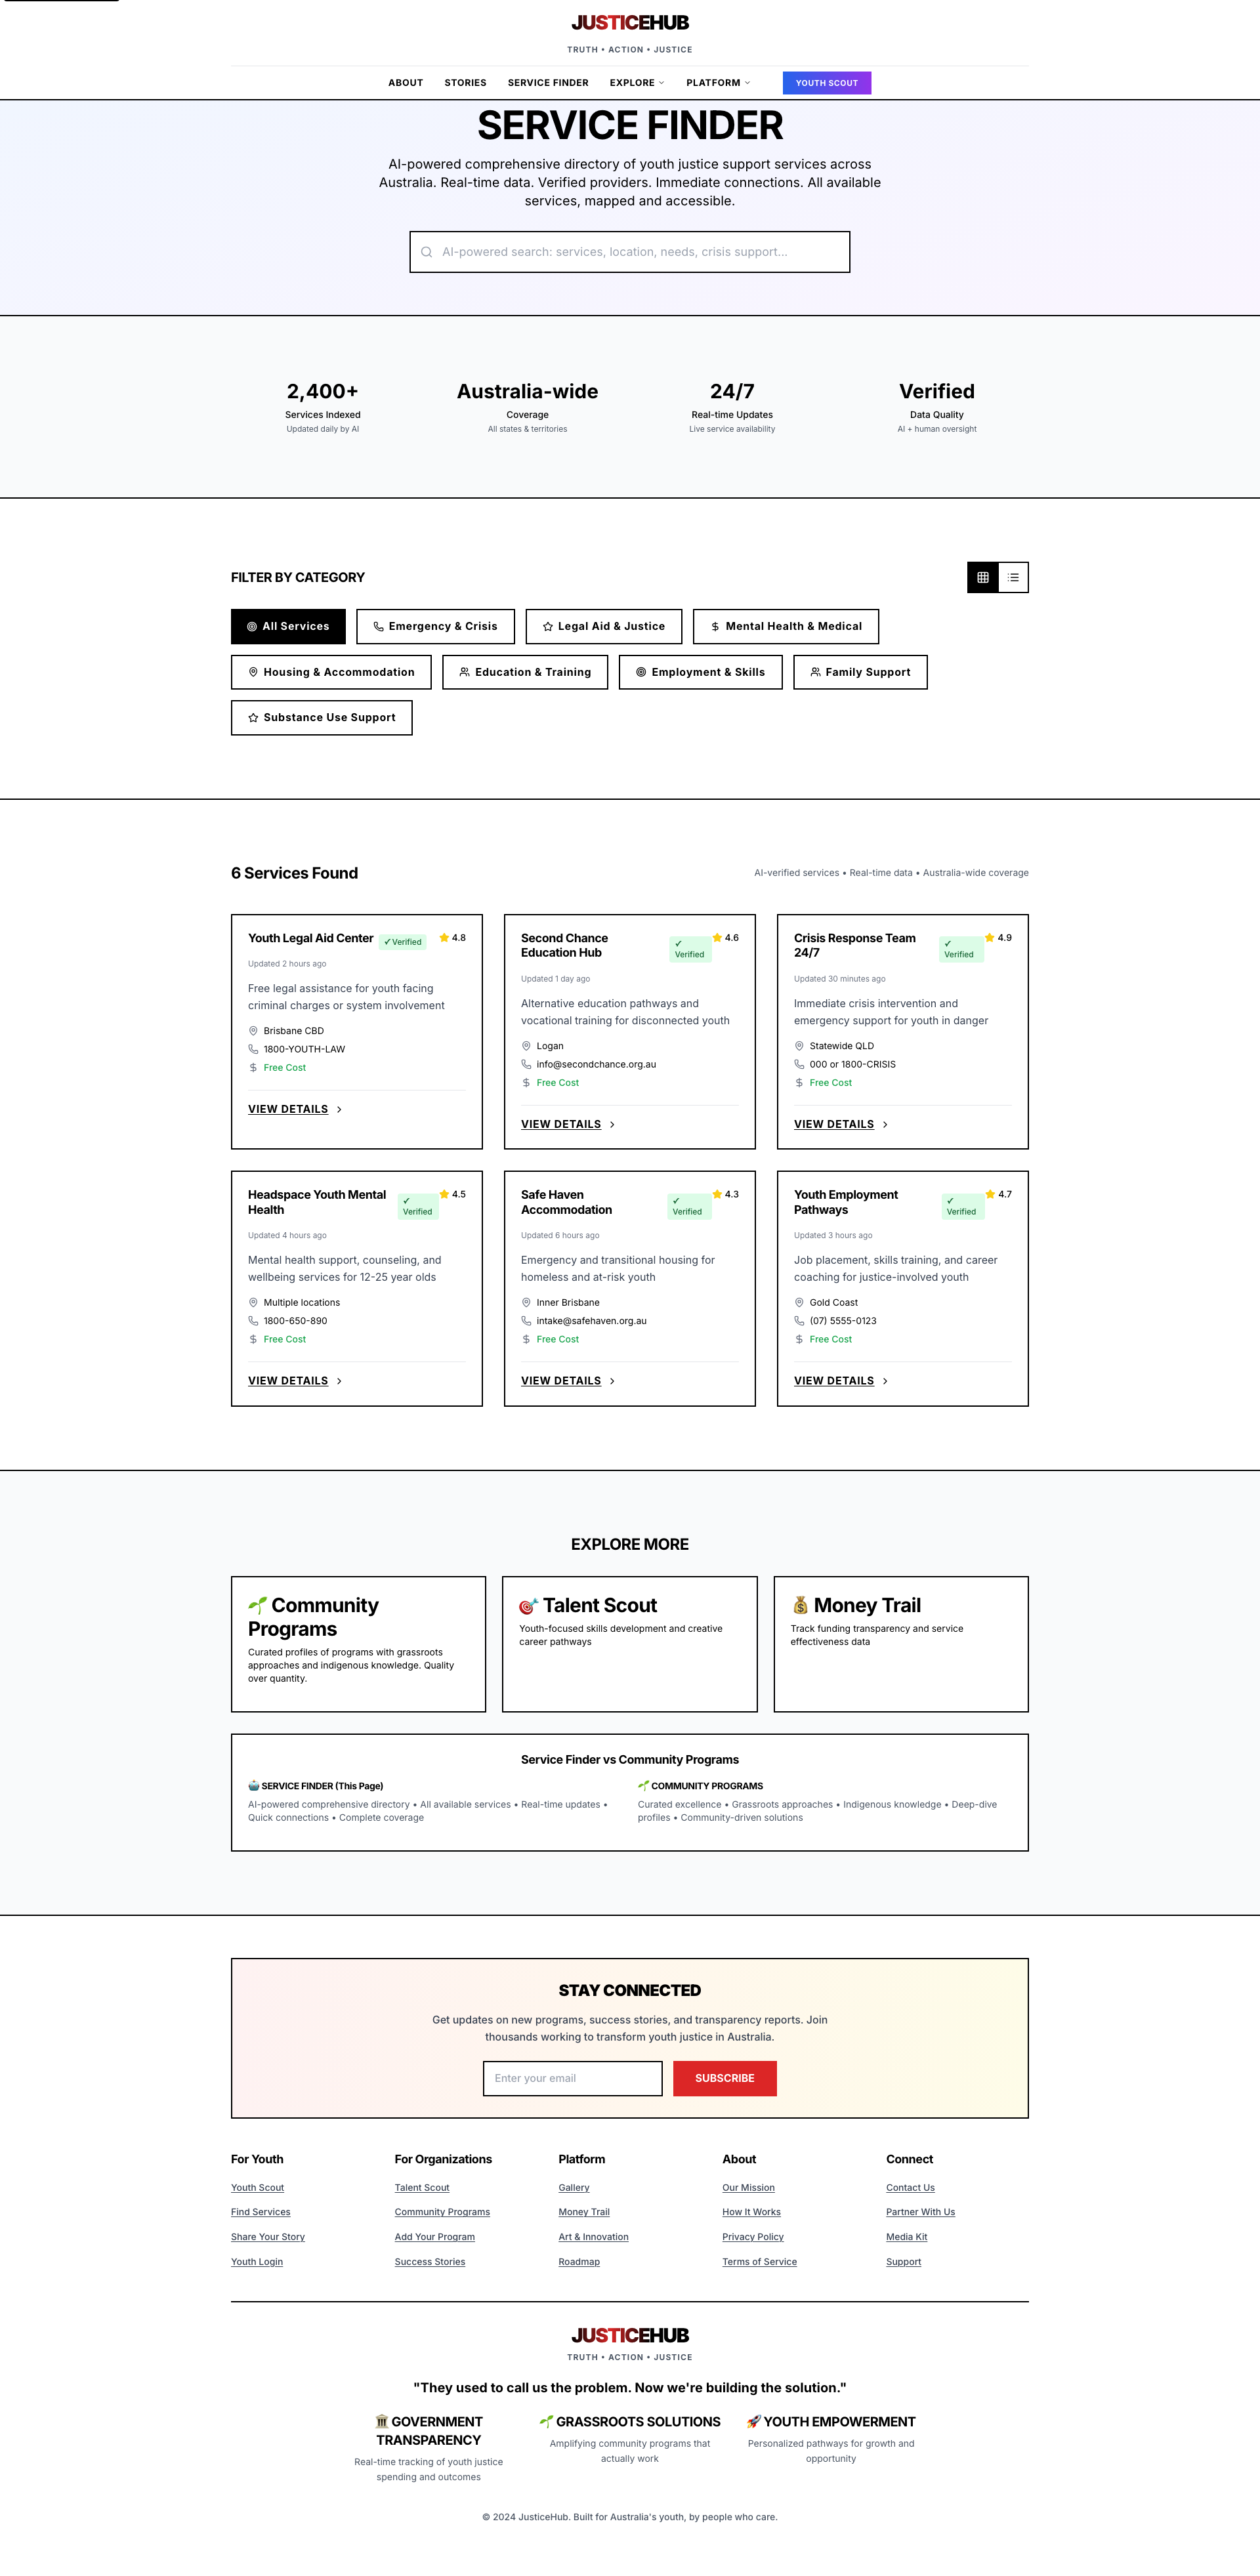 JUSTICEHUB
TRUTH • ACTION • JUSTICE
ABOUT STORIES SERVICE FINDER EXPLORE PLATFORM YOUTH SCOUT
SERVICE FINDER
AI-powered comprehensive directory of youth justice support services across
Australia. Real-time data. Verified providers. Immediate connections. All available
services, mapped and accessible.
AI-powered search: services, location, needs, crisis support...
2,400+
Services Indexed
Updated daily by AI
Australia-wide
Coverage
All states & territories
24/7
Real-time Updates
Live service availability
Verified
Data Quality
AI + human oversight
FILTER BY CATEGORY
All Services
Emergency & Crisis
Legal Aid & Justice
Mental Health & Medical
Housing & Accommodation
Education & Training
Employment & Skills
Family Support
Substance Use Support
6 Services Found
AI-verified services • Real-time data • Australia-wide coverage
Youth Legal Aid Center ✓ Verified 4.8
Updated 2 hours ago
Free legal assistance for youth facing
criminal charges or system involvement
Brisbane CBD
1800-YOUTH-LAW
Free Cost
VIEW DETAILS
Second Chance
Education Hub
✓
Verified
4.6
Updated 1 day ago
Alternative education pathways and
vocational training for disconnected youth
Logan
info@secondchance.org.au
Free Cost
VIEW DETAILS
Crisis Response Team
24/7
✓
Verified
4.9
Updated 30 minutes ago
Immediate crisis intervention and
emergency support for youth in danger
Statewide QLD
000 or 1800-CRISIS
Free Cost
VIEW DETAILS
Headspace Youth Mental
Health
✓
Verified
4.5
Updated 4 hours ago
Mental health support, counseling, and
wellbeing services for 12-25 year olds
Multiple locations
1800-650-890
Free Cost
VIEW DETAILS
Safe Haven
Accommodation
✓
Verified
4.3
Updated 6 hours ago
Emergency and transitional housing for
homeless and at-risk youth
Inner Brisbane
intake@safehaven.org.au
Free Cost
VIEW DETAILS
Youth Employment
Pathways
✓
Verified
4.7
Updated 3 hours ago
Job placement, skills training, and career
coaching for justice-involved youth
Gold Coast
(07) 5555-0123
Free Cost
VIEW DETAILS
EXPLORE MORE
🌱 Community
Programs
Curated profiles of programs with grassroots
approaches and indigenous knowledge. Quality
over quantity.
🎯 Talent Scout
Youth-focused skills development and creative
career pathways
💰 Money Trail
Track funding transparency and service
effectiveness data
Service Finder vs Community Programs
🤖 SERVICE FINDER (This Page)
AI-powered comprehensive directory • All available services • Real-time updates •
Quick connections • Complete coverage
🌱 COMMUNITY PROGRAMS
Curated excellence • Grassroots approaches • Indigenous knowledge • Deep-dive
profiles • Community-driven solutions
STAY CONNECTED
Get updates on new programs, success stories, and transparency reports. Join
thousands working to transform youth justice in Australia.
Enter your email
SUBSCRIBE
For Youth
Youth Scout
Find Services
Share Your Story
Youth Login
For Organizations
Talent Scout
Community Programs
Add Your Program
Success Stories
Platform
Gallery
Money Trail
Art & Innovation
Roadmap
About
Our Mission
How It Works
Privacy Policy
Terms of Service
Connect
Contact Us
Partner With Us
Media Kit
Support
JUSTICEHUB
TRUTH • ACTION • JUSTICE
"They used to call us the problem. Now we're building the solution."
🏛️ GOVERNMENT
TRANSPARENCY
Real-time tracking of youth justice
spending and outcomes
🌱 GRASSROOTS SOLUTIONS
Amplifying community programs that
actually work
🚀 YOUTH EMPOWERMENT
Personalized pathways for growth and
opportunity
© 2024 JusticeHub. Built for Australia's youth, by people who care.